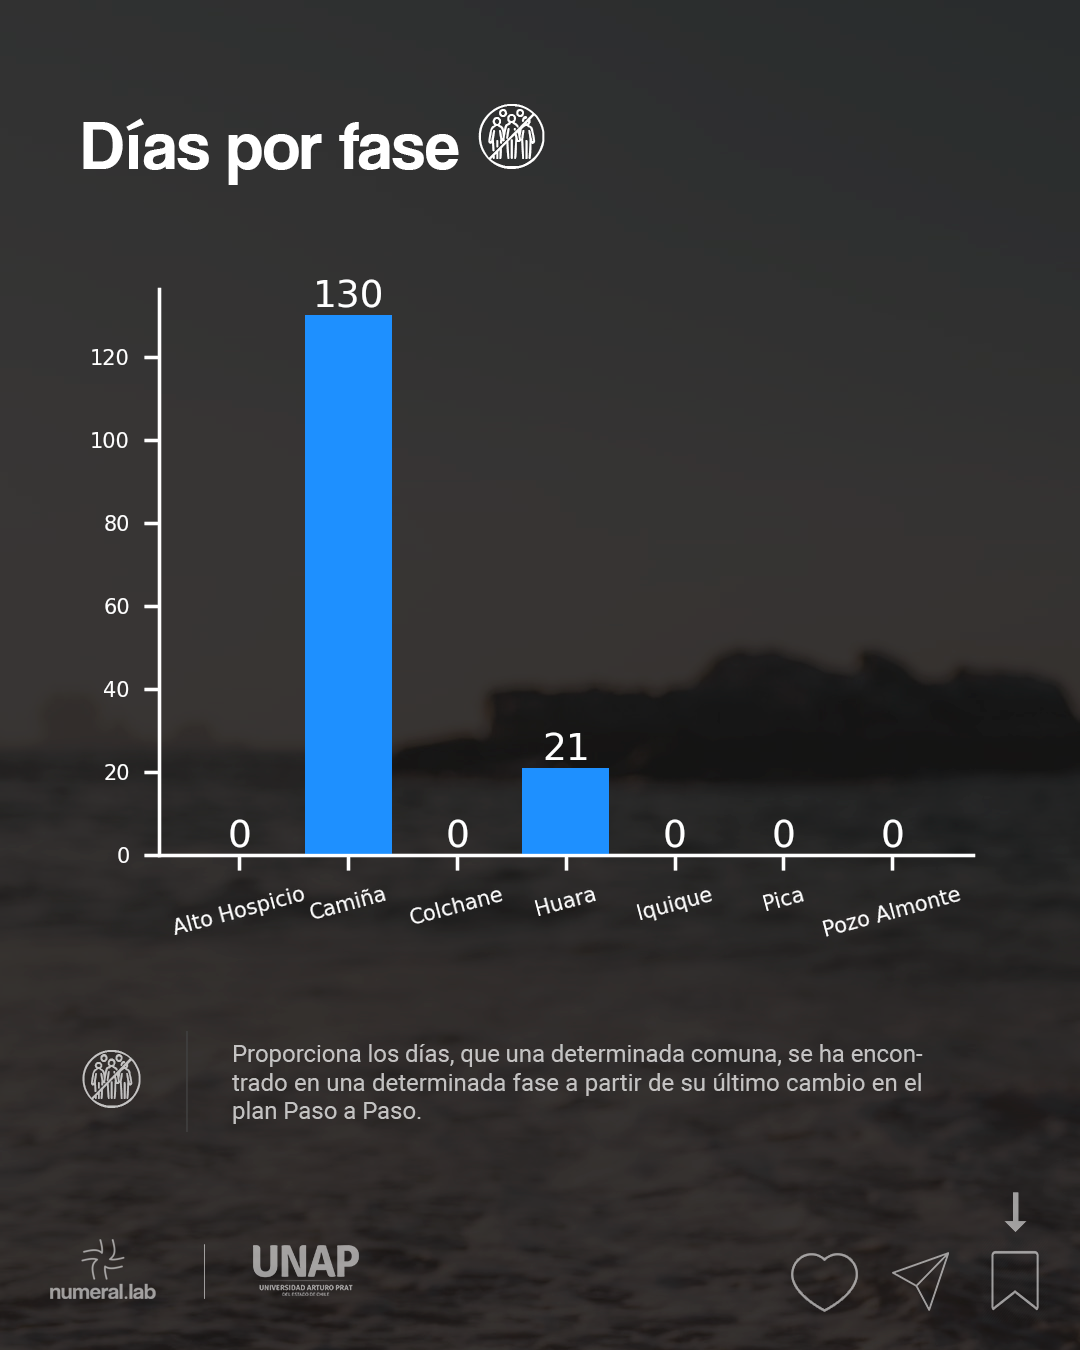 Días por fase
130
120
100
80
60
40
21
20
0 0 0 0 0
0
Alto Hospicio Camiña Colchane Huara Iquique Pica Pozo Almonte
Proporciona los días, que una determinada comuna, se ha encon-
trado en una determinada fase a partir de su último cambio en el
plan Paso a Paso.
numeral.lab
UNAP
UNIVERSIDAD ARTURO PRAT
DEL ESTADO DE CHILE